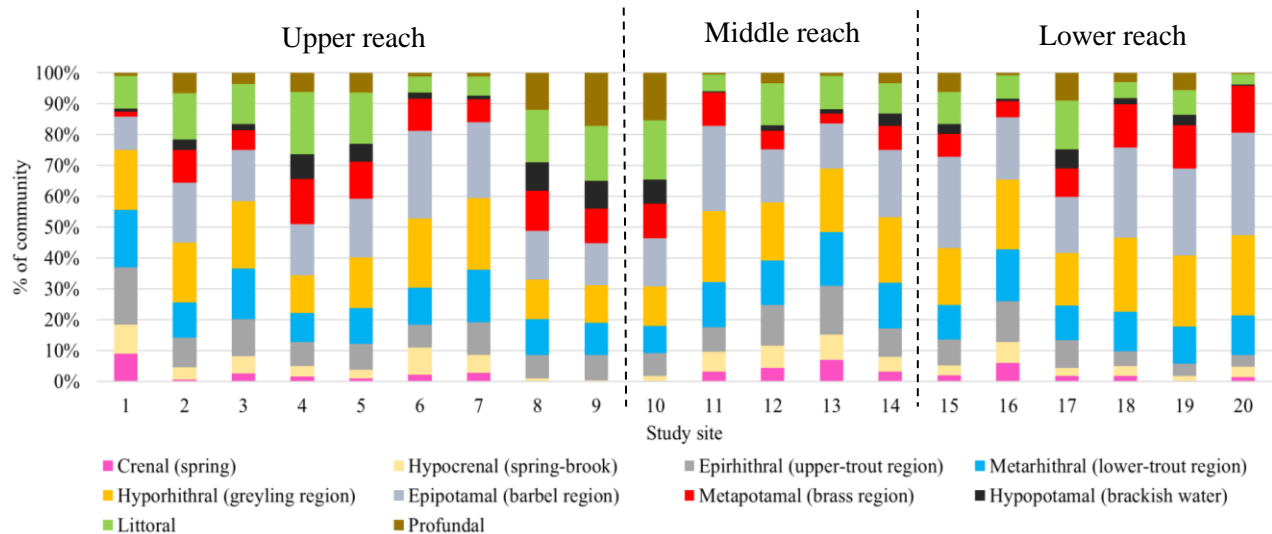 Upper reach
Middle reach
Lower reach
% of community
100%
90%
80%
70%
60%
50%
40%
30%
20%
10%
0%
1 2 3 4 5 6 7 8 9 10 11 12 13 14 15 16 17 18 19 20
Study site
Crenal (spring) Hypocrenal (spring-brook) Epirhithral (upper-trout region) Metarhithral (lower-trout region)
Hyporhithral (greyling region) Epipotamal (barbel region) Metapotamal (brass region) Hypopotamal (brackish water)
Littoral Profundal